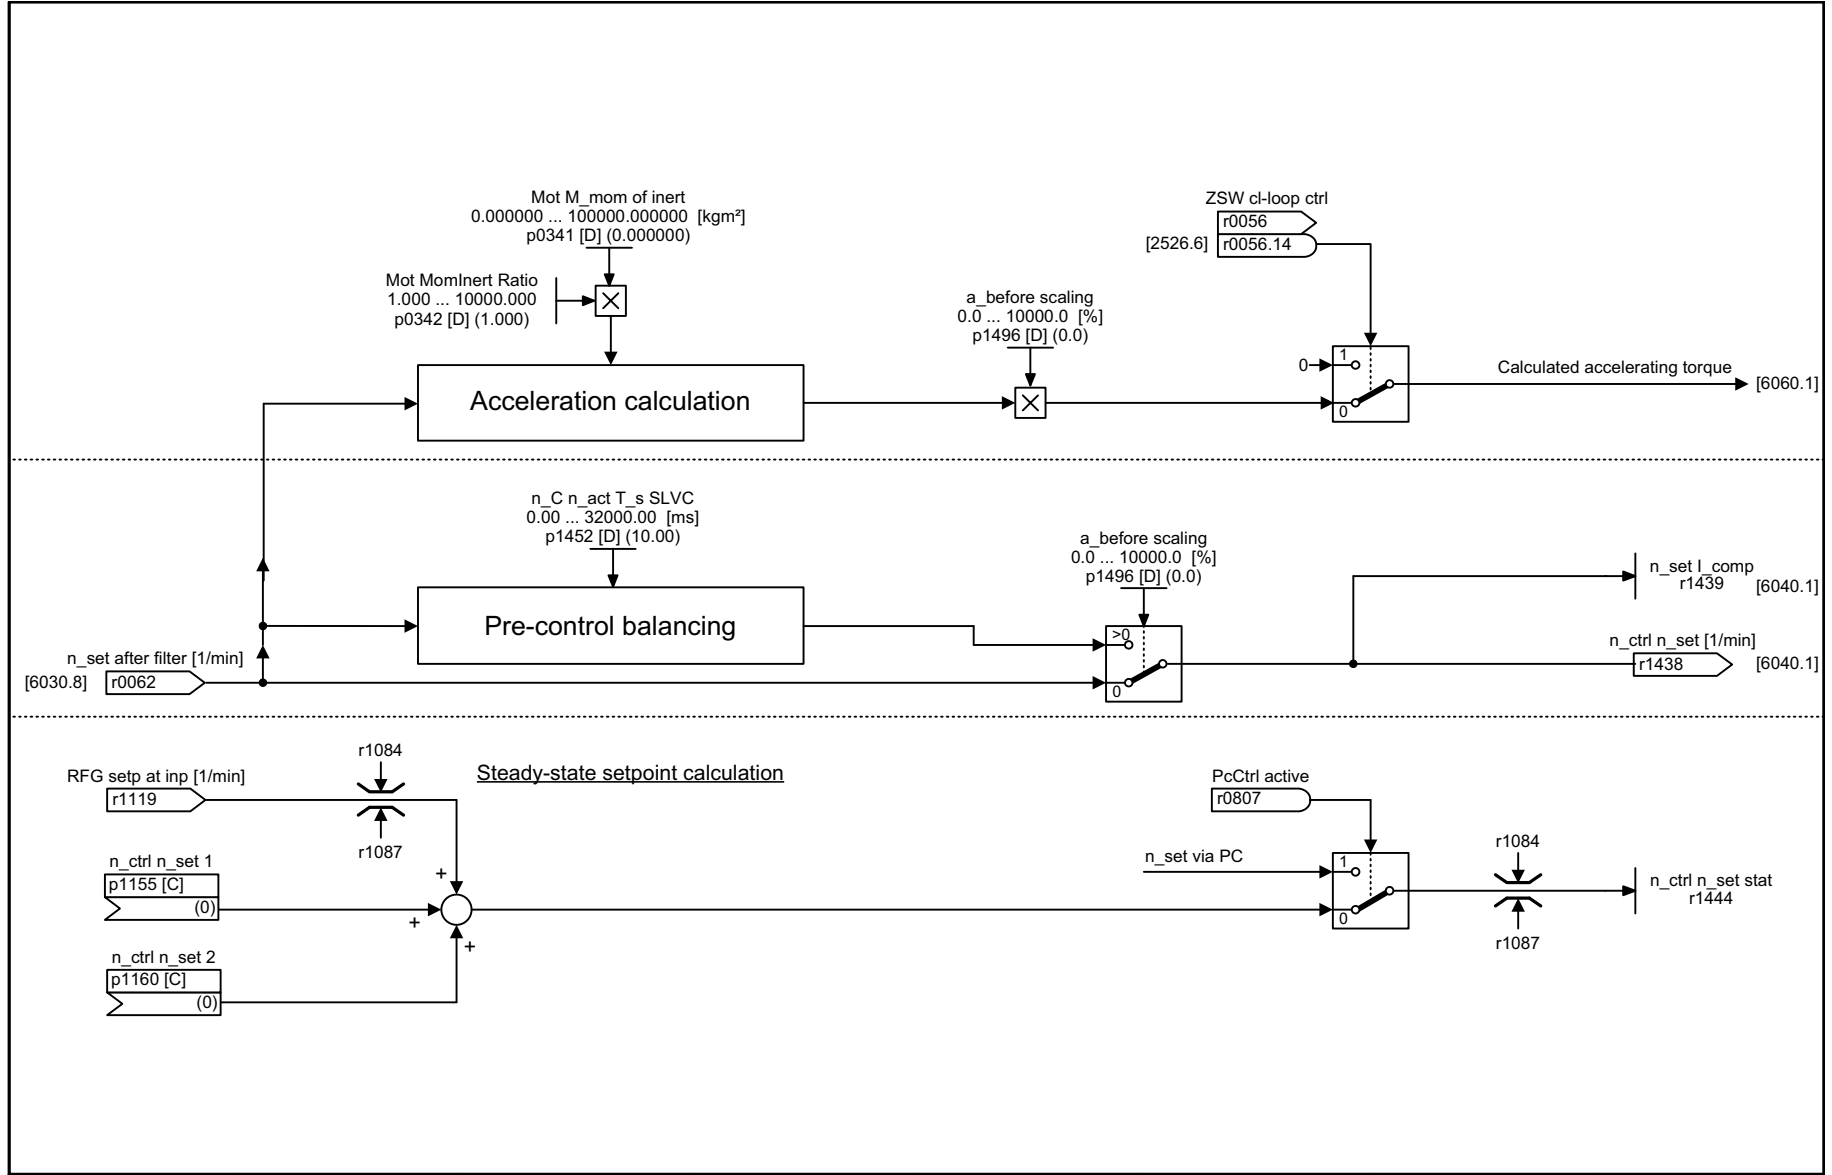 Mot M_mom of inert
0.000000 ... 100000.000000 [kgm²]
p0341 [D] (0.000000)
Mot MomInert Ratio
1.000 ... 10000.000
p0342 [D] (1.000)
ZSW cl-loop ctrl
r0056
[2526.6] r0056.14
a_before scaling
0.0 ... 10000.0 [%]
p1496 [D] (0.0)
Acceleration calculation
0
1
0
Calculated accelerating torque
[6060.1]
n_C n_act T_s SLVC
0.00 ... 32000.00 [ms]
p1452 [D] (10.00)
a_before scaling
0.0 ... 10000.0 [%]
p1496 [D] (0.0)
Pre-control balancing
>0
0
n_set I_comp
r1439 [6040.1]
n_ctrl n_set [1/min]
r1438 [6040.1]
n_set after filter [1/min]
[6030.8] r0062
Steady-state setpoint calculation
RFG setp at inp [1/min]
r1119
r1084
r1087
n_ctrl n_set 1
p1155 [C]
(0)
n_ctrl n_set 2
p1160 [C]
(0)
+
+
+
PcCtrl active
r0807
n_set via PC
1
0
r1084
r1087
n_ctrl n_set stat
r1444